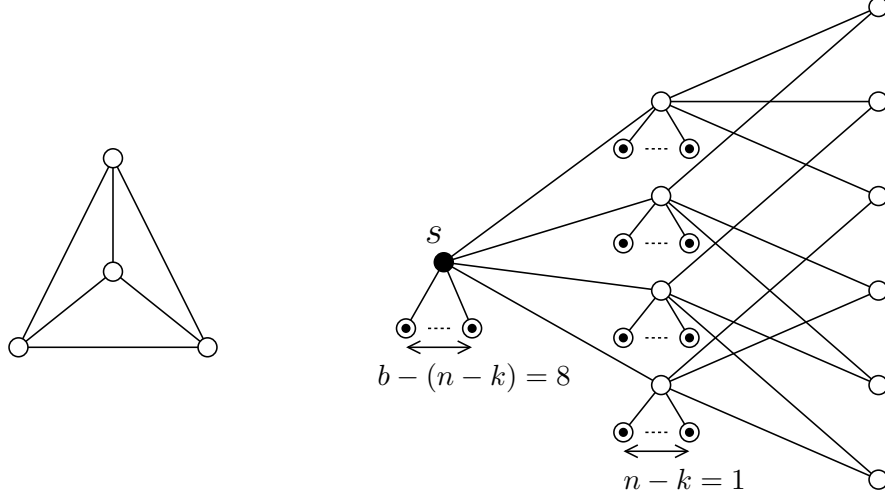 s
b − (n − k) = 8
n − k = 1